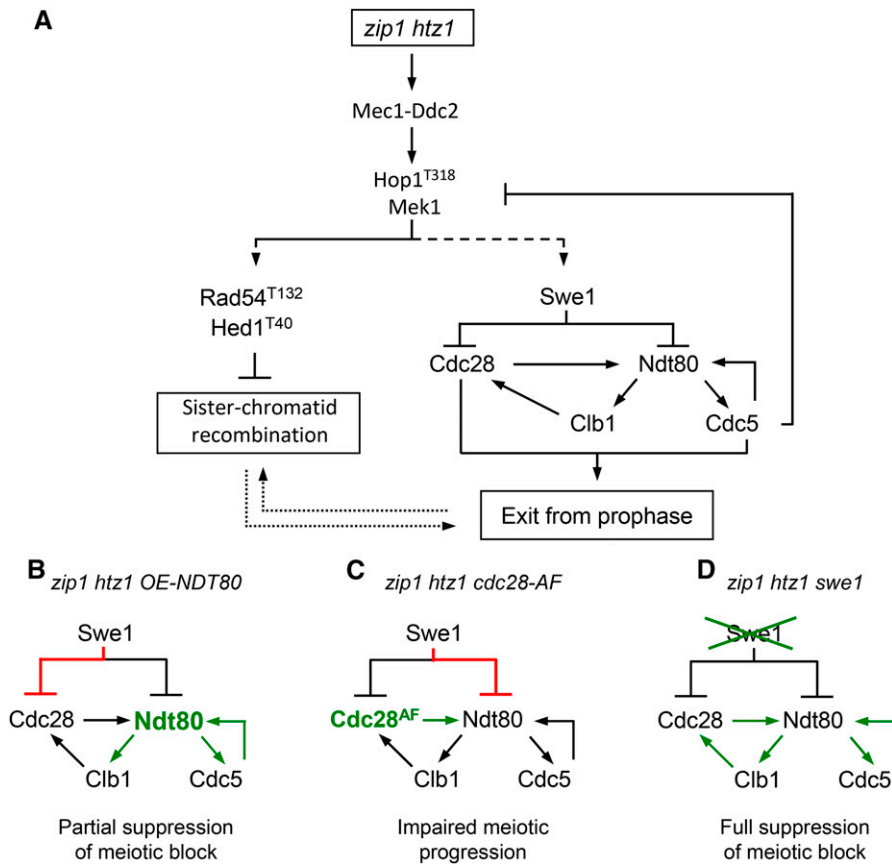 A
zip1 htz1
Mec1-Ddc2
Hop1T318
Mek1
Rad54T132
Hed1T40
Swe1
Cdc28
Ndt80
Sister-chromatid
recombination
Clb1
Cdc5
Exit from prophase
B
zip1 htz1 OE-NDT80
Swe1
Cdc28
Ndt80
Clb1
Cdc5
Partial suppression
of meiotic block
C
zip1 htz1 cdc28-AF
Swe1
Cdc28AF
Ndt80
Clb1
Cdc5
Impaired meiotic
progression
D
zip1 htz1 swe1
Swe1
Cdc28
Ndt80
Clb1
Cdc5
Full suppression
of meiotic block